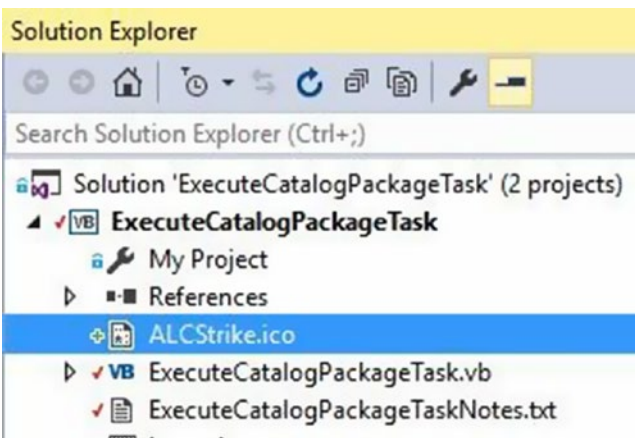 Solution Explorer
Search Solution Explorer (Ctrl+;)
Solution 'ExecuteCatalogPackageTask' (2 projects)
VB ExecuteCatalogPackageTask
My Project
References
ALCStrike.ico
VB ExecuteCatalogPackageTask.vb
ExecuteCatalogPackageTaskNotes.txt